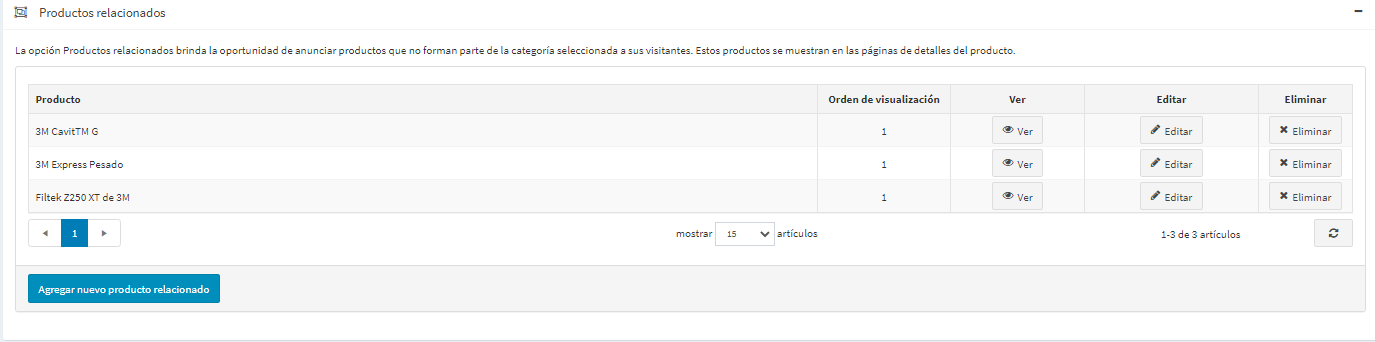 Productos relacionados
La opción Productos relacionados brinda la oportunidad de anunciar productos que no forman parte de la categoría seleccionada a sus visitantes. Estos productos se muestran en las páginas de detalles del producto.
Producto Orden de visualización Ver Editar Eliminar
3M CavitTM G 1 Ver Editar Eliminar
3M Express Pesado 1 Ver Editar Eliminar
Filtek Z250 XT de 3M 1 Ver Editar Eliminar
1 mostrar 15 artículos 1-3 de 3 artículos
Agregar nuevo producto relacionado